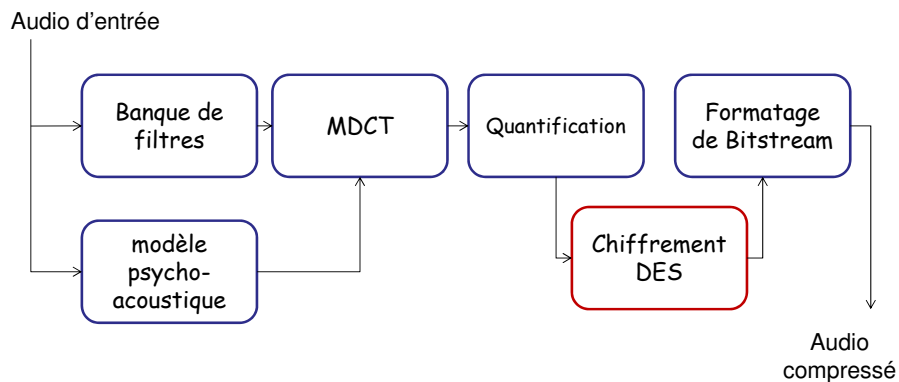 Audio d’entrée
Banque de
filtres
MDCT
Quantification
Formatage
de Bitstream
modèle
psycho-
acoustique
Chiffrement
DES
Audio
compressé